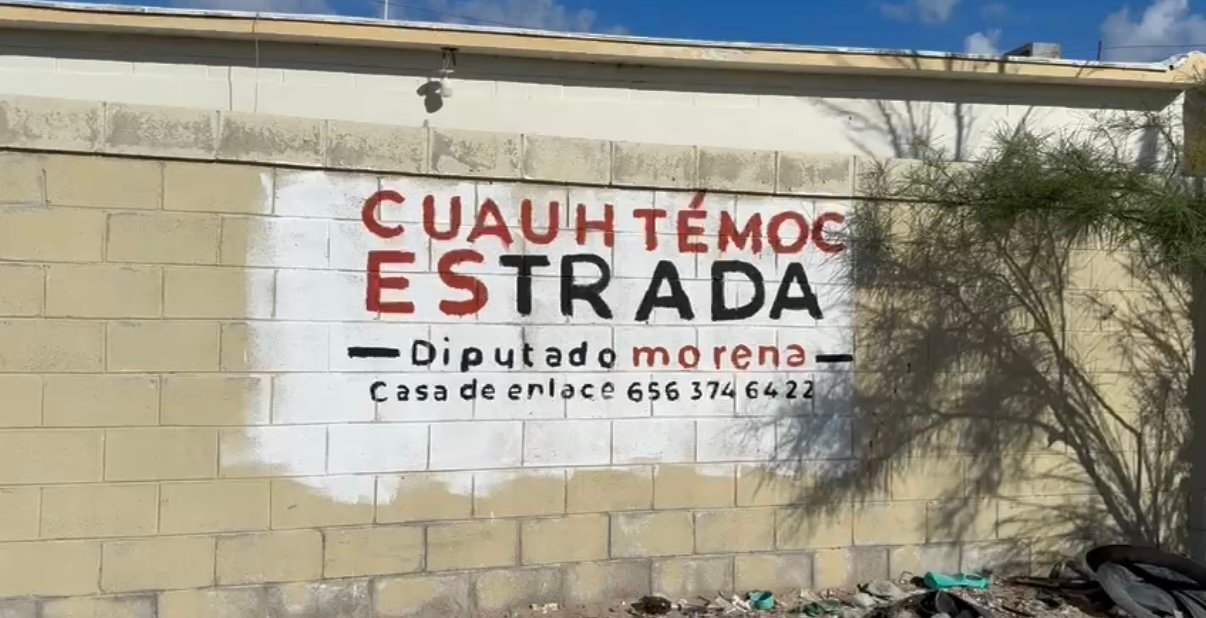 CUAUHTÉMOC
ESTRADA
— Diputado morena —
Casa de enlace 656 374 6422